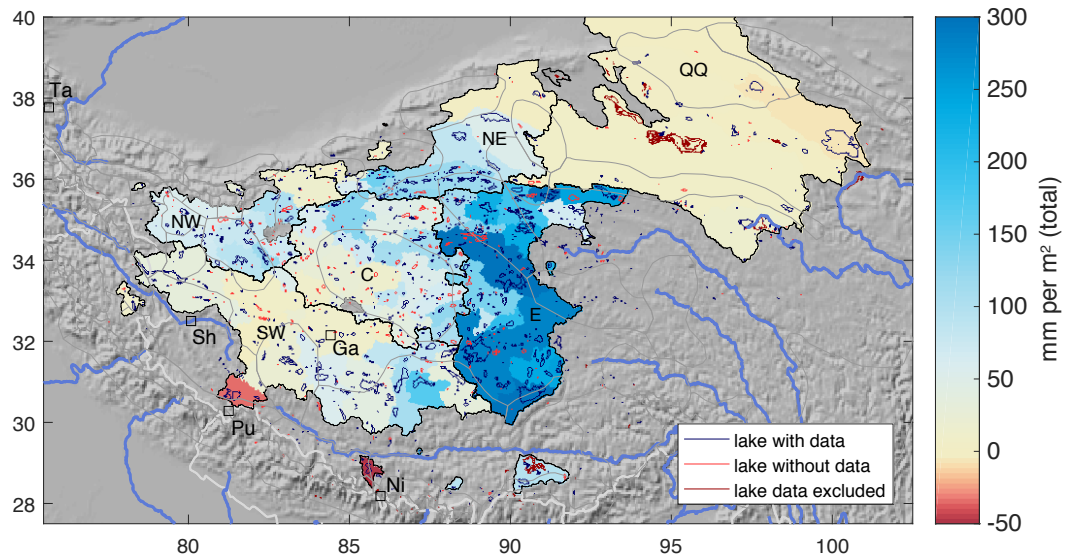 40
38
36
34
32
30
28
80
85
90
95
100
Ta
QQ
NE
NW
C
E
SW
Sh
Ga
Pu
Ni
lake with data
lake without data
lake data excluded
300
250
200
150
100
50
0
-50
mm per m² (total)